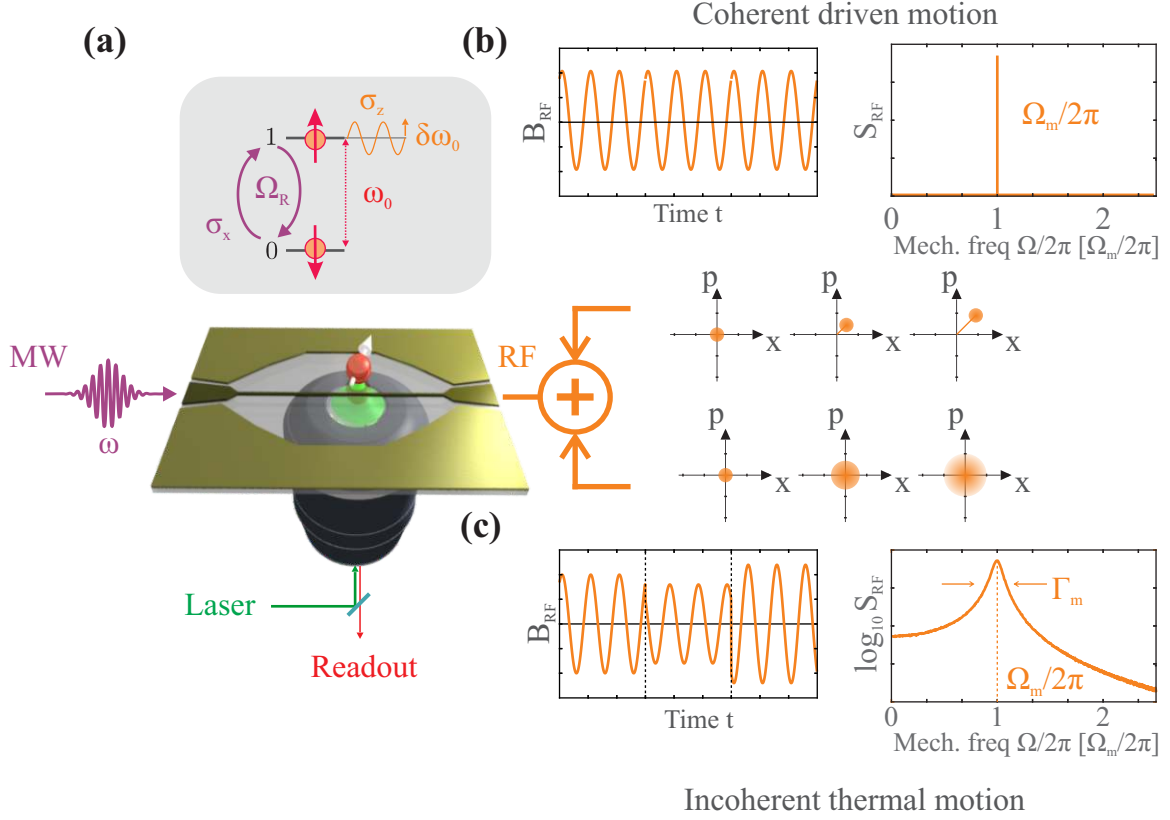 (a)
1
σz
δω0
ΩR
ω0
σx
0
MW
ω
RF
Laser
Readout
(b)
Coherent driven motion
BRF
Time t
SRF
Ωm/2π
0 1 2
Mech. freq Ω/2π [Ωm/2π]
p p p
x x x
p p p
x x x
(c)
BRF
Time t
log10 SRF
Γm
Ωm/2π
0 1 2
Mech. freq Ω/2π [Ωm/2π]
Incoherent thermal motion